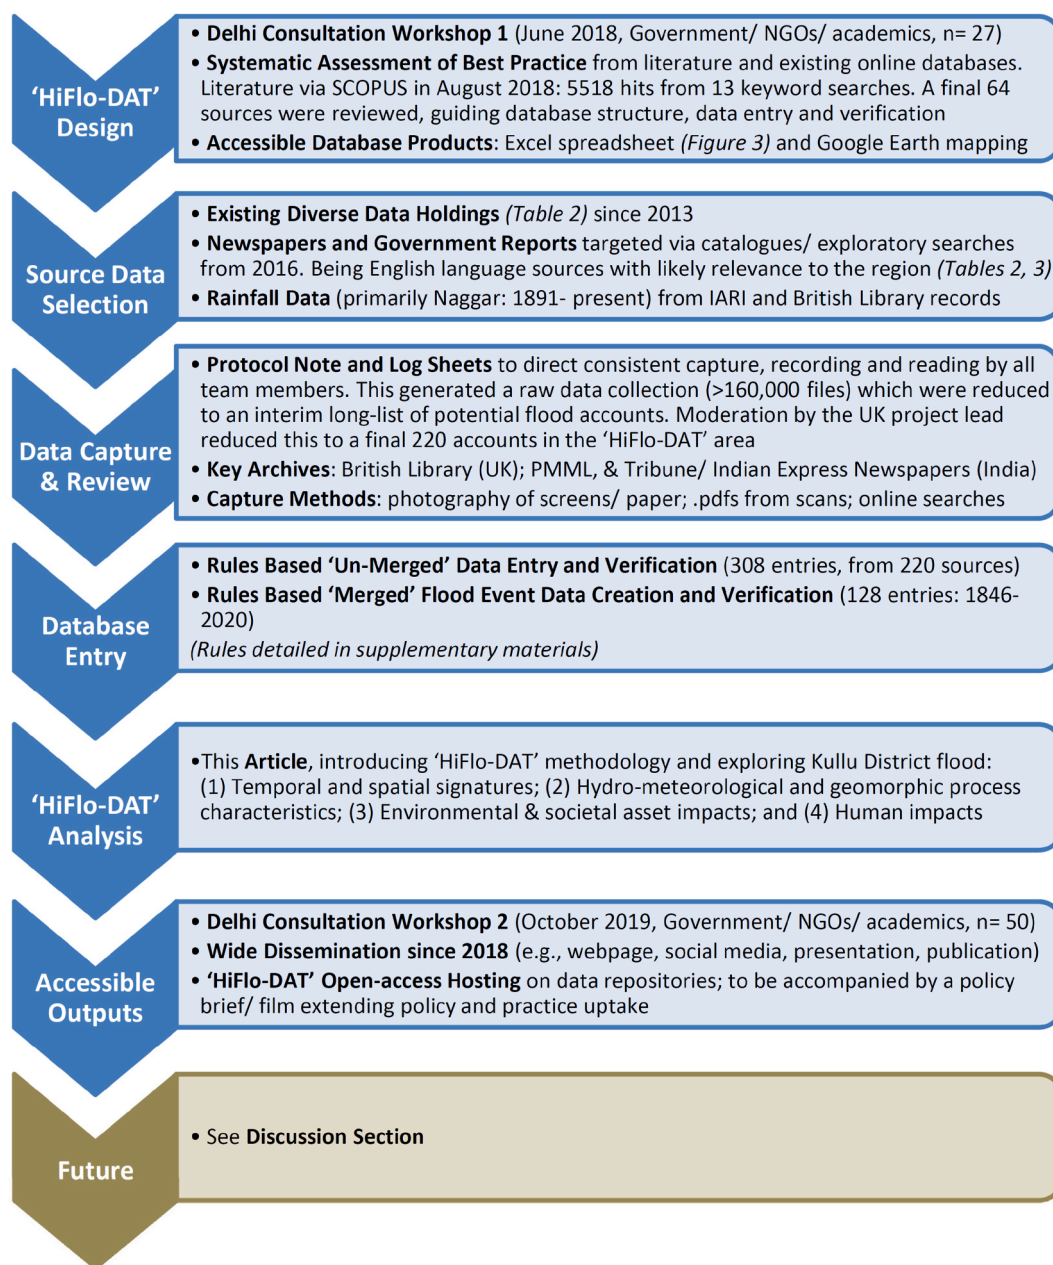 ‘HiFlo-DAT’
Design
• Delhi Consultation Workshop 1 (June 2018, Government/ NGOs/ academics, n= 27)
• Systematic Assessment of Best Practice from literature and existing online databases.
Literature via SCOPUS in August 2018: 5518 hits from 13 keyword searches. A final 64
sources were reviewed, guiding database structure, data entry and verification
• Accessible Database Products: Excel spreadsheet (Figure 3) and Google Earth mapping
Source Data
Selection
• Existing Diverse Data Holdings (Table 2) since 2013
• Newspapers and Government Reports targeted via catalogues/ exploratory searches
from 2016. Being English language sources with likely relevance to the region (Tables 2, 3)
• Rainfall Data (primarily Naggar: 1891- present) from IARI and British Library records
Data Capture
& Review
• Protocol Note and Log Sheets to direct consistent capture, recording and reading by all
team members. This generated a raw data collection (>160,000 files) which were reduced
to an interim long-list of potential flood accounts. Moderation by the UK project lead
reduced this to a final 220 accounts in the ‘HiFlo-DAT’ area
• Key Archives: British Library (UK); PMML, & Tribune/ Indian Express Newspapers (India)
• Capture Methods: photography of screens/ paper; .pdfs from scans; online searches
Database
Entry
• Rules Based ‘Un-Merged’ Data Entry and Verification (308 entries, from 220 sources)
• Rules Based ‘Merged’ Flood Event Data Creation and Verification (128 entries: 1846-
2020)
(Rules detailed in supplementary materials)
‘HiFlo-DAT’
Analysis
•This Article, introducing ‘HiFlo-DAT’ methodology and exploring Kullu District flood:
(1) Temporal and spatial signatures; (2) Hydro-meteorological and geomorphic process
characteristics; (3) Environmental & societal asset impacts; and (4) Human impacts
Accessible
Outputs
• Delhi Consultation Workshop 2 (October 2019, Government/ NGOs/ academics, n= 50)
• Wide Dissemination since 2018 (e.g., webpage, social media, presentation, publication)
• ‘HiFlo-DAT’ Open-access Hosting on data repositories; to be accompanied by a policy
brief/ film extending policy and practice uptake
Future
• See Discussion Section